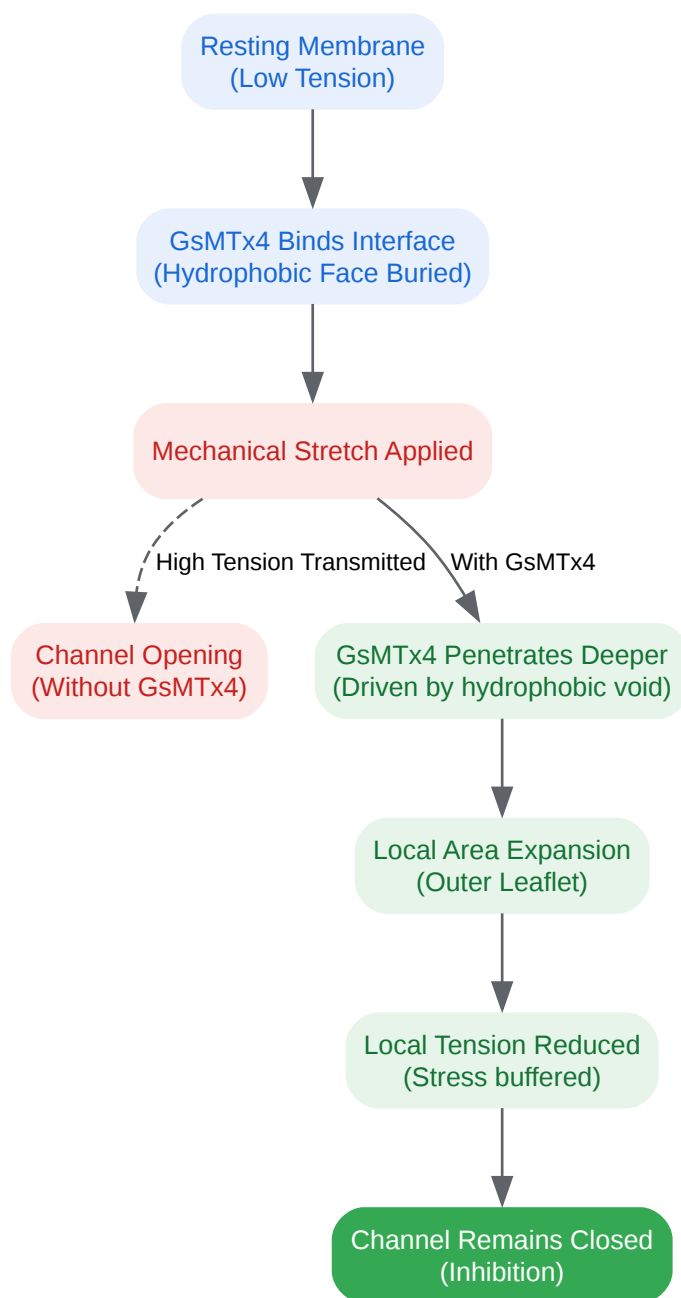 Resting Membrane
(Low Tension)
GsMTx4 Binds Interface
(Hydrophobic Face Buried)
Mechanical Stretch Applied
High Tension Transmitted
With GsMTx4
Channel Opening
(Without GsMTx4)
GsMTx4 Penetrates Deeper
(Driven by hydrophobic void)
Local Area Expansion
(Outer Leaflet)
Local Tension Reduced
(Stress buffered)
Channel Remains Closed
(Inhibition)